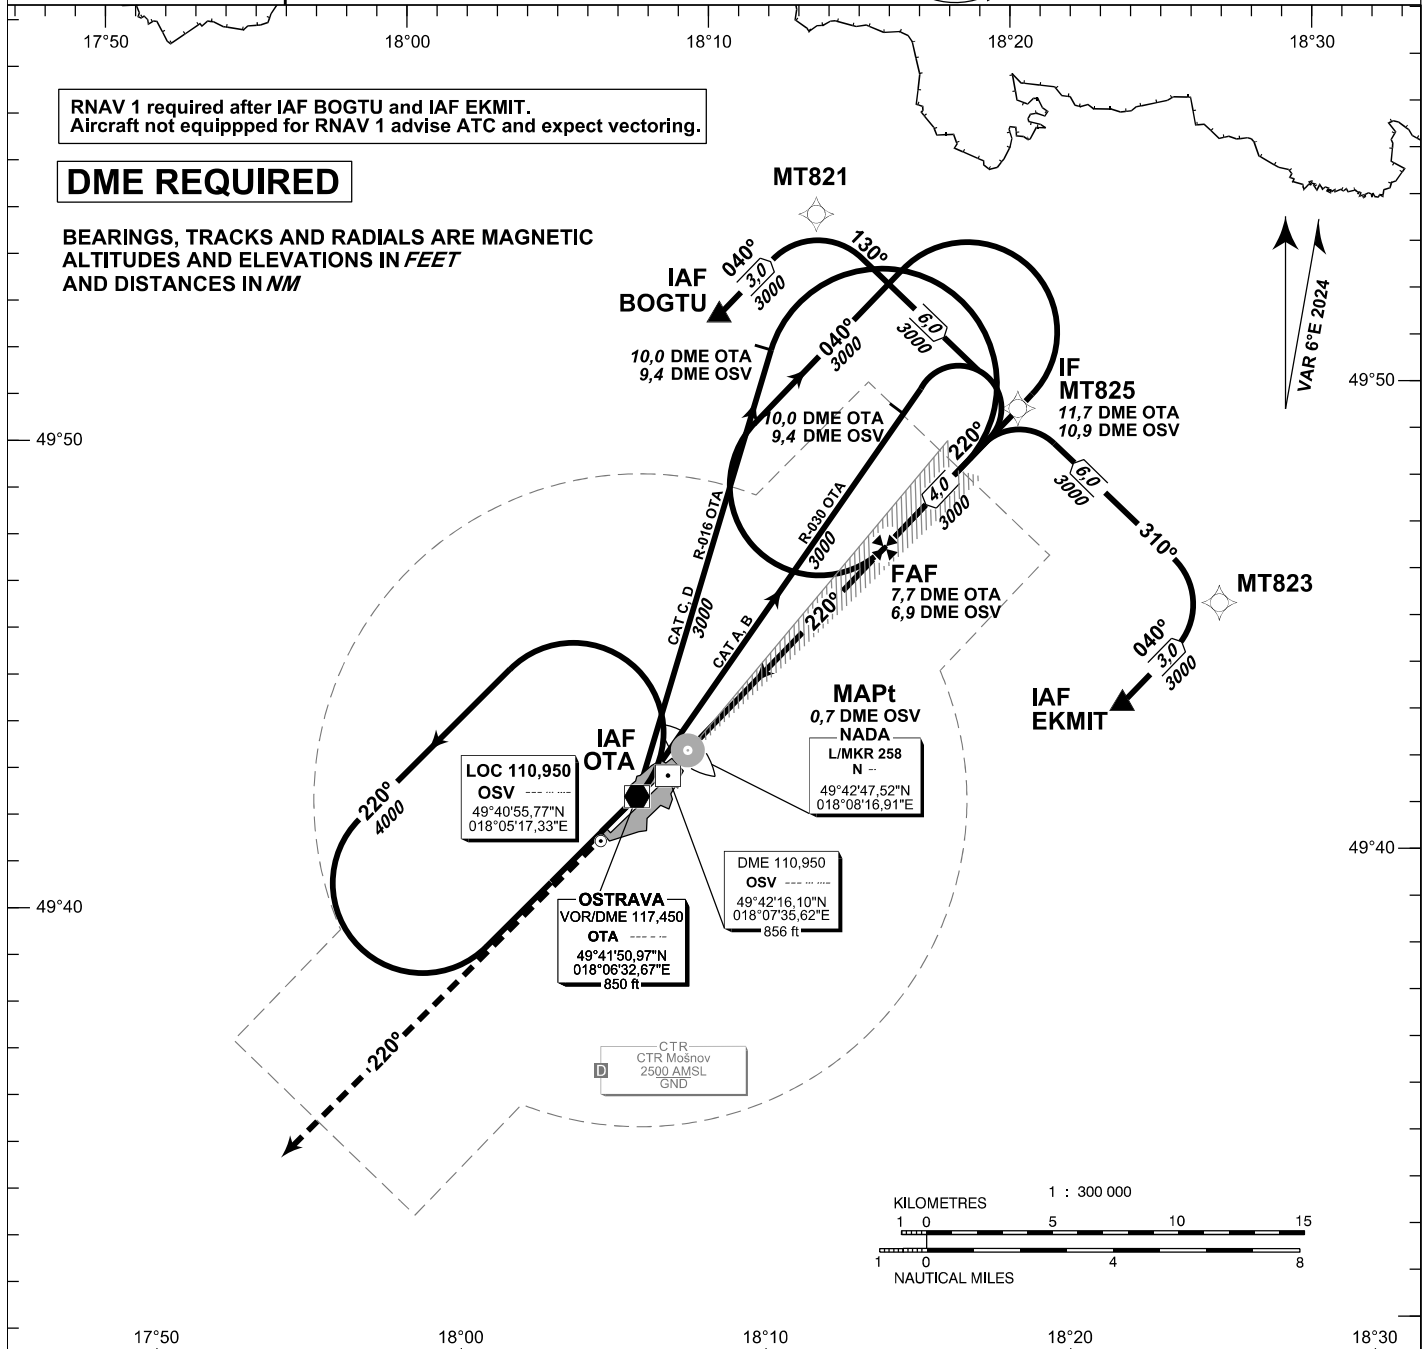 17°50'
18°00'
18°10'
18°20'
18°30'
RNAV 1 required after IAF BOGTU and IAF EKMIT.
Aircraft not equippped for RNAV 1 advise ATC and expect vectoring.
DME REQUIRED
BEARINGS, TRACKS AND RADIALS ARE MAGNETIC
ALTITUDES AND ELEVATIONS IN FEET
AND DISTANCES IN NM
MT821
040°
3,0
3000
130°
IAF
BOGTU
6,0
3000
040°
3000
10,0 DME OTA
9,4 DME OSV
VAR 6°E 2024
IF
MT825
11,7 DME OTA
10,9 DME OSV
49°50'
10,0 DME OTA
9,4 DME OSV
49°50'
220°
4,0
3000
6,0
3000
310°
R-016 OTA
CAT C, D
3000
R-030 OTA
3000
CAT A, B
FAF
7,7 DME OTA
6,9 DME OSV
220°
MT823
040°
3,0
3000
IAF
EKMIT
MAPt
0,7 DME OSV
NADA
L/MKR 258
N -·
49°42'47,52"N
018°08'16,91"E
IAF
OTA
LOC 110,950
OSV --- ··· ···-
49°40'55,77"N
018°05'17,33"E
220°
4000
49°40'
DME 110,950
OSV --- ··· ···-
49°42'16,10"N
018°07'35,62"E
856 ft
49°40'
OSTRAVA
VOR/DME 117,450
OTA --- - ·-
49°41'50,97"N
018°06'32,67"E
850 ft
220°
CTR
CTR Mošnov
D
2500 AMSL
GND
1 : 300 000
KILOMETRES
1 0 5 10 15
1 0 4 8
NAUTICAL MILES
17°50'
18°00'
18°10'
18°20'
18°30'